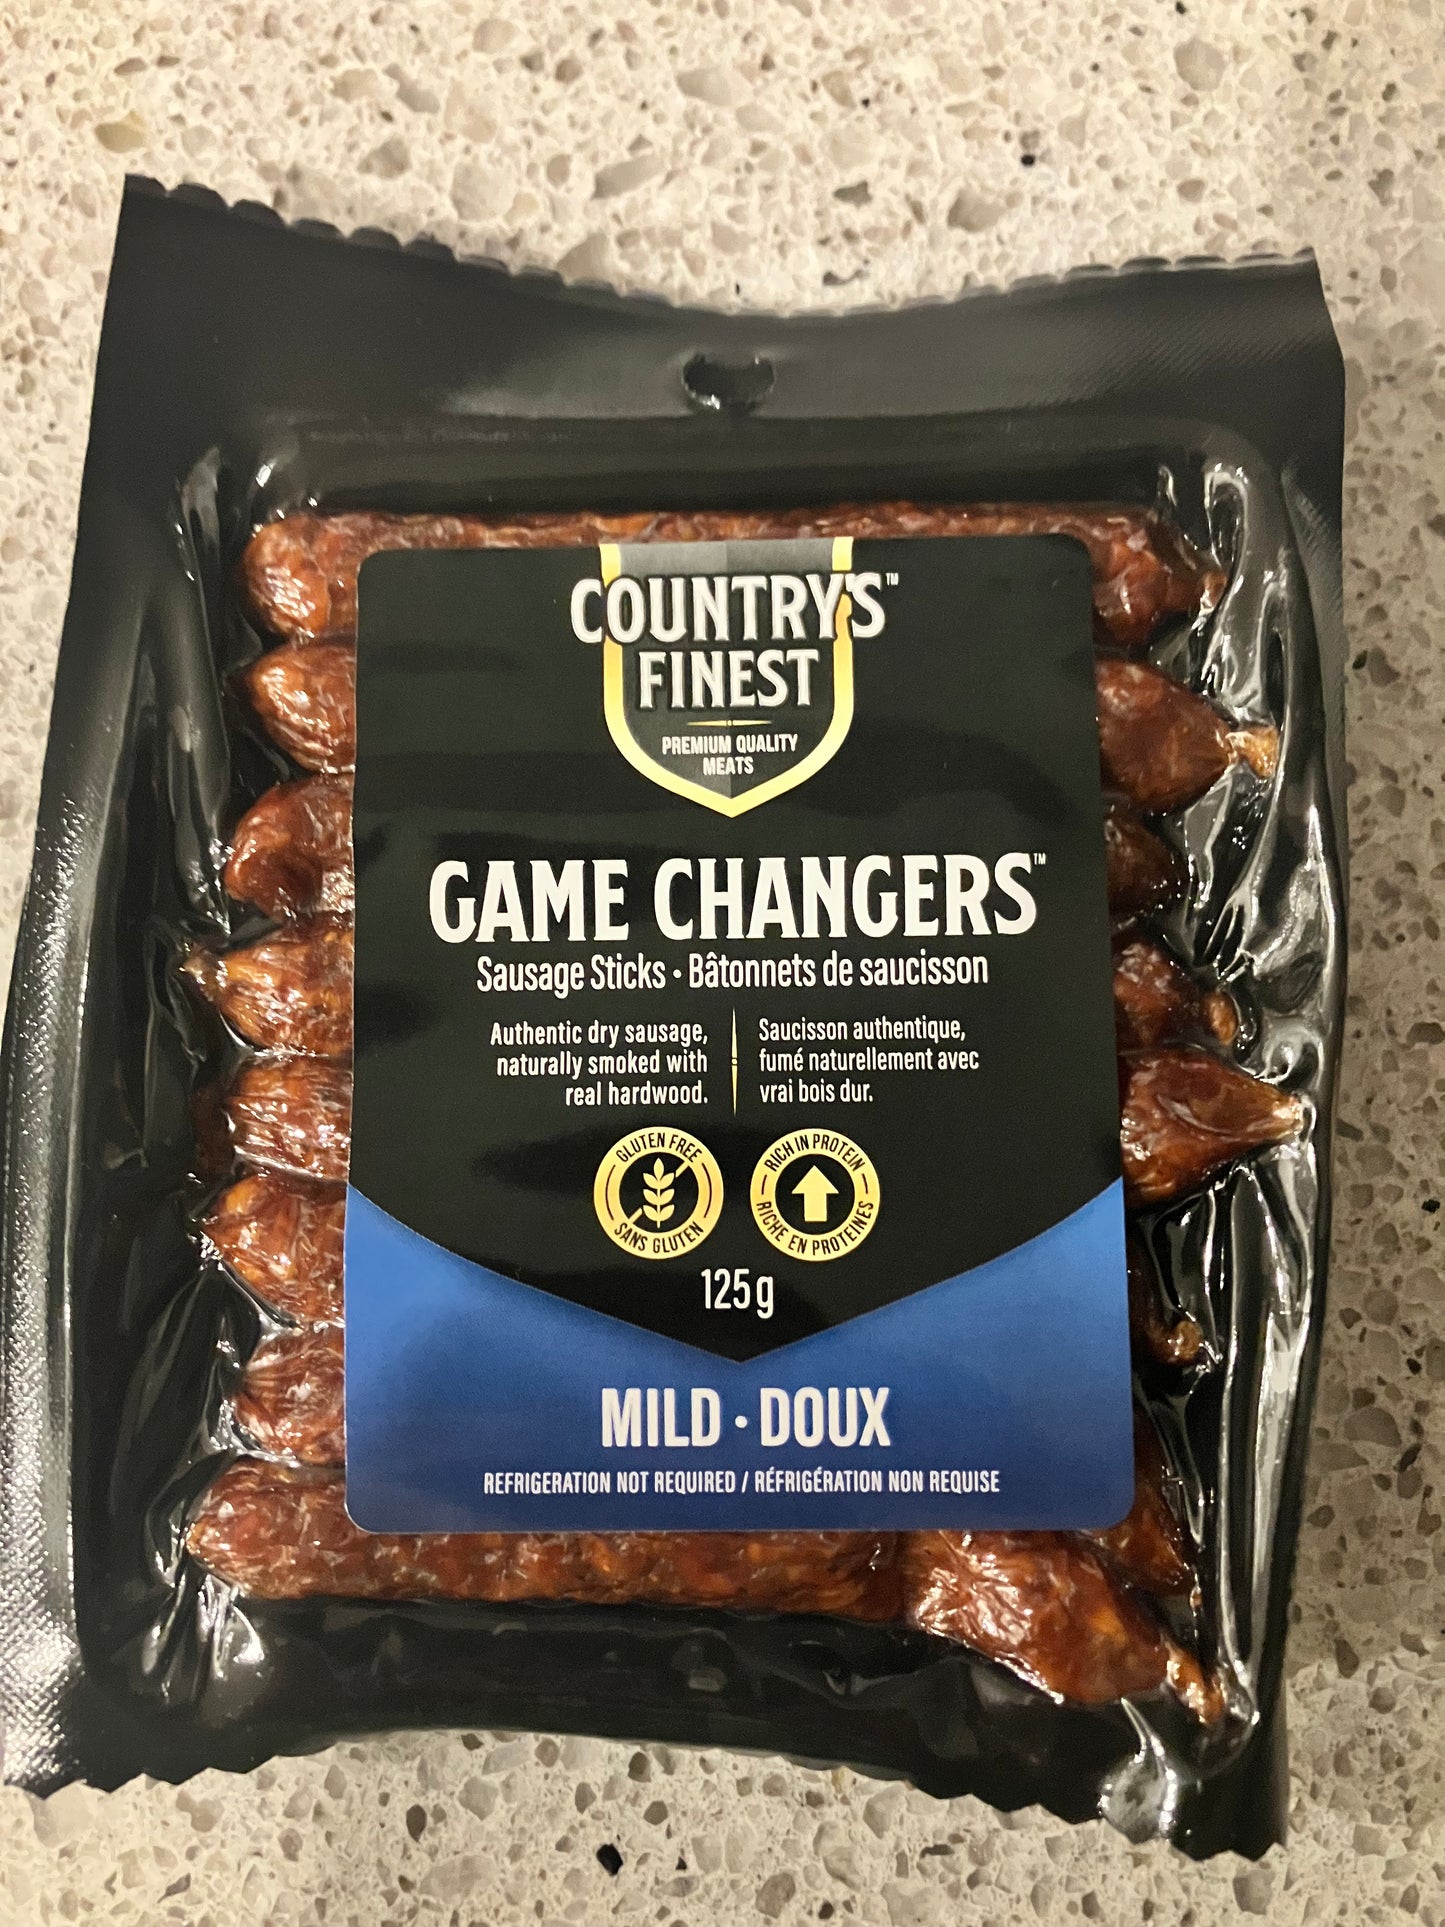 COUNTRY'S™
FINEST
PREMIUM QUALITY
MEATS
GAME CHANGERS™
Sausage Sticks • Bâtonnets de saucisson
Authentic dry sausage,
naturally smoked with
real hardwood.
Saucisson authentique,
fumé naturellement avec
vrai bois dur.
GLUTEN FREE
SANS GLUTEN
RICH IN PROTEIN
RICHE EN PROTEINES
125 g
MILD • DOUX
REFRIGERATION NOT REQUIRED / RÉFRIGÉRATION NON REQUISE